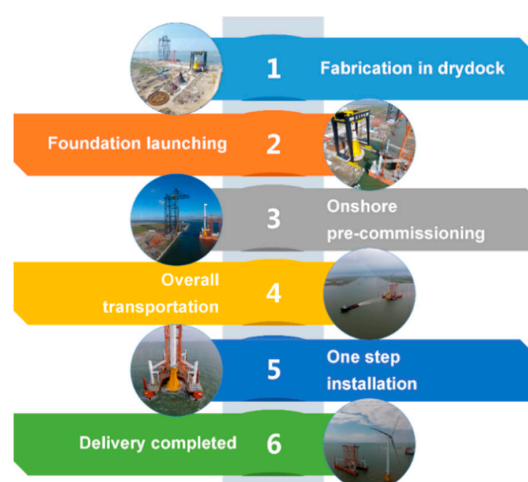 1
Fabrication in drydock
Foundation launching
2
3
Onshore
pre-commissioning
Overall
transportation
4
5
One step
installation
Delivery completed
6